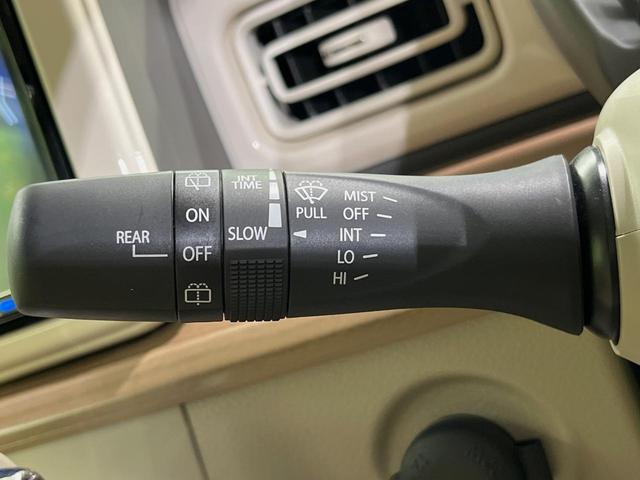 REAR
ON
OFF
INT
TIME
SLOW
PULL
MIST
OFF
INT
LO
HI